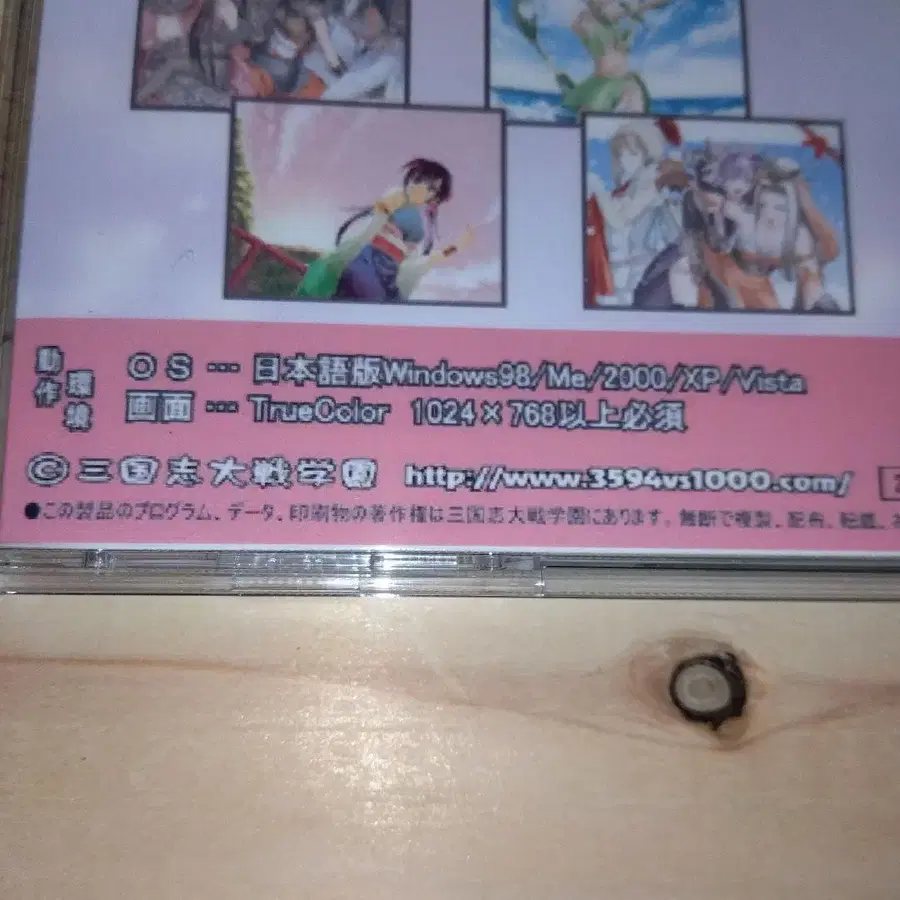 動作環境
OS … 日本語版Windows98/Me/2000/XP/Vista
画面 … TrueColor 1024×768以上必須
©三国志大戦学園 http://www.3594vs1000.com/
●この製品のプログラム、データ、印刷物の著作権は三国志大戦学園にあります。無断で複製、配布、転載、